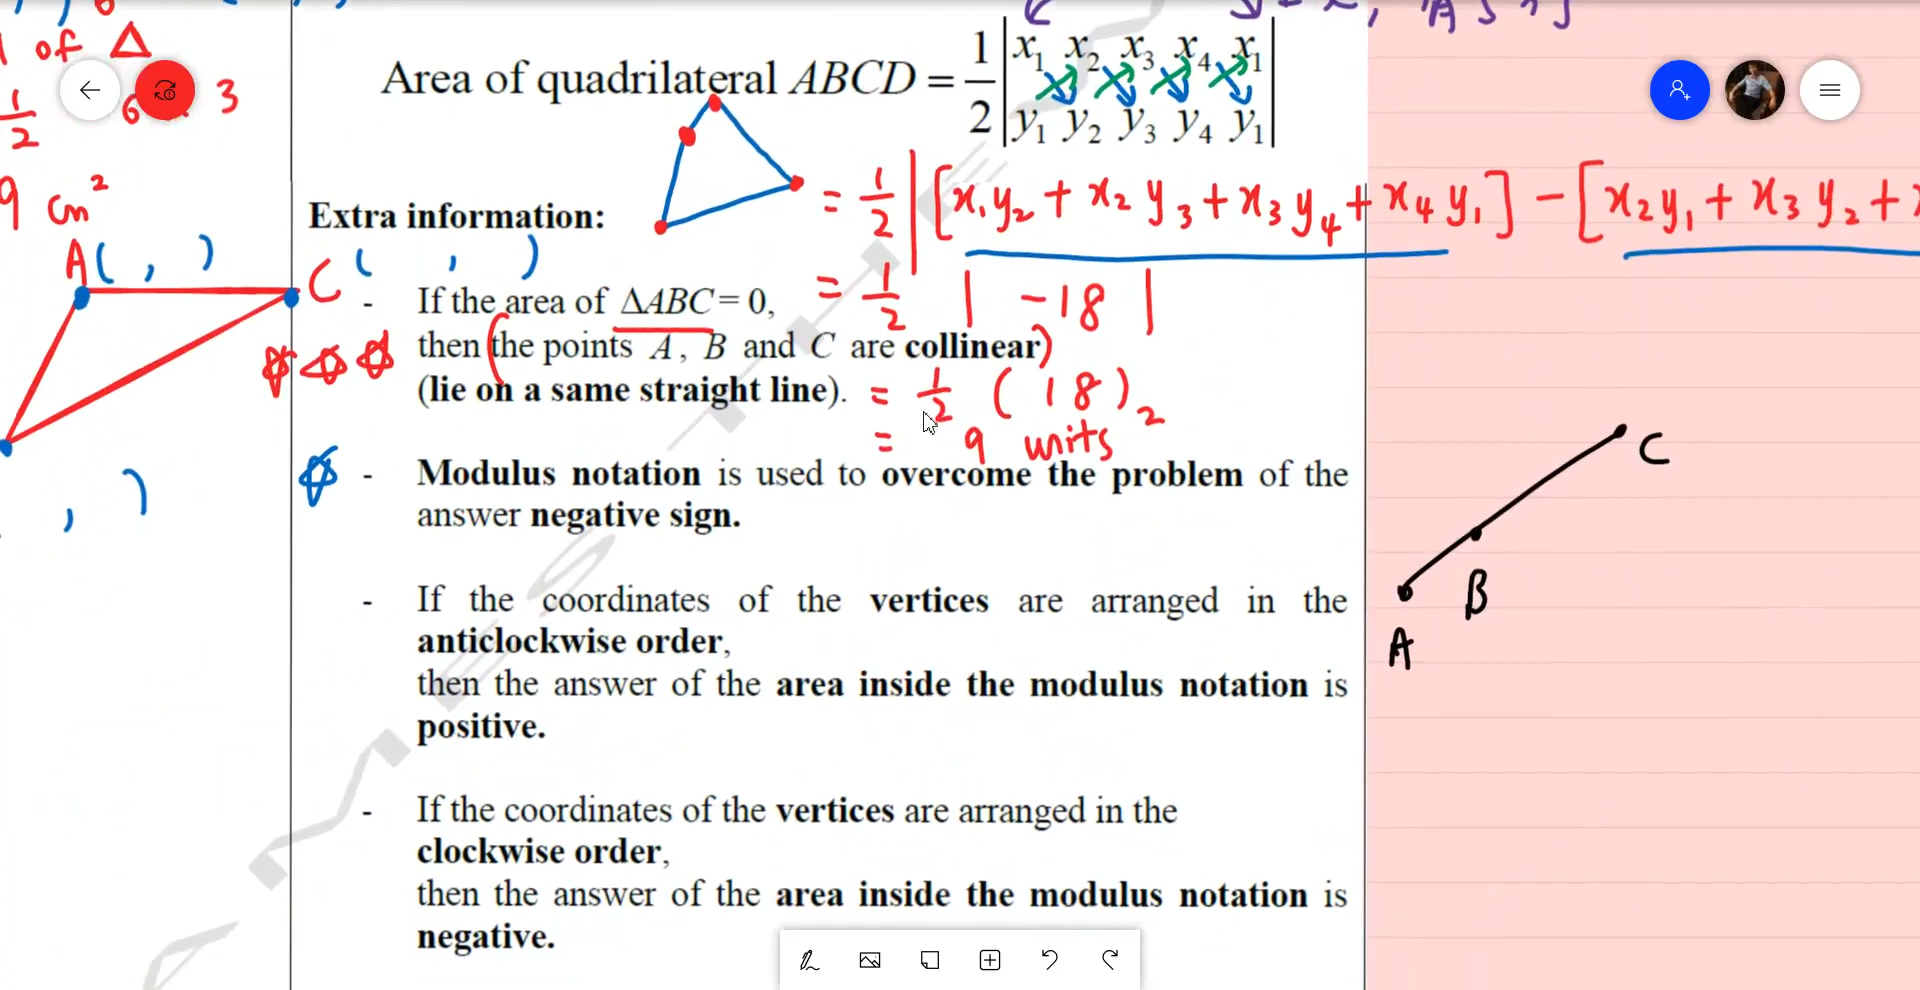 of Δ
1/2 6 3
9 cm²
A( , )
C ( , )
, )
Area of quadrilateral ABCD = 1/2 | x₁ x₂ x₃ x₄ x₁ |
| y₁ y₂ y₃ y₄ y₁ |
= 1/2 | [x₁y₂ + x₂y₃ + x₃y₄ + x₄y₁] - [x₂y₁ + x₃y₂ +
= 1/2 | -18 |
= 1/2 ( 18 )
= 9 units²
Extra information:
- If the area of ΔABC = 0,
then the points A, B and C are collinear
(lie on a same straight line).
- Modulus notation is used to overcome the problem of the
answer negative sign.
- If the coordinates of the vertices are arranged in the
anticlockwise order,
then the answer of the area inside the modulus notation is
positive.
- If the coordinates of the vertices are arranged in the
clockwise order,
then the answer of the area inside the modulus notation is
negative.
C
B
A